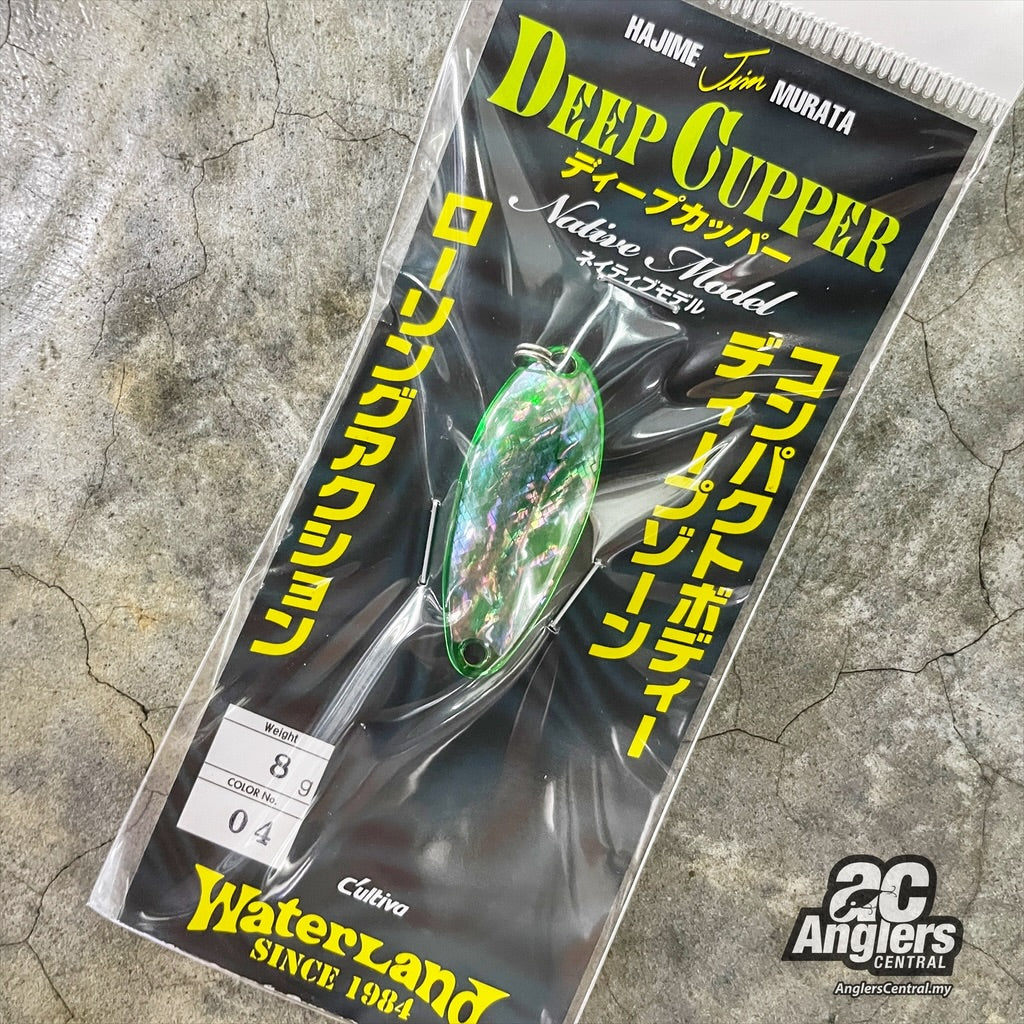 HAJIME Jim MURATA
DEEP CUPPER
ディープカッパー
Native Model
ネイティブモデル
ローリングアクション
コンパクトボディー
ディープゾーン
Weight
8g
COLOR No.
04
C'ultiva
WaterLand
SINCE 1984
ac
Anglers
CENTRAL
AnglersCentral.my